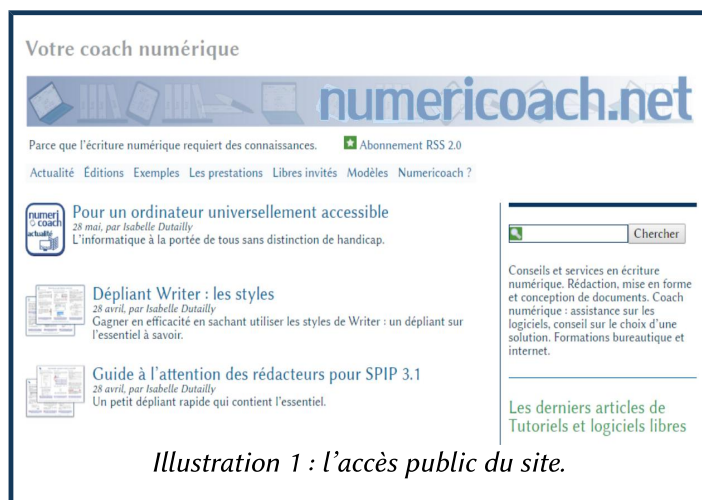 Votre coach numérique
numericoach.net
Parce que l'écriture numérique requiert des connaissances.
Abonnement RSS 2.0
Actualité Éditions Exemples Les prestations Libres invités Modèles Numericoach ?
numeri
coach
actualité
Pour un ordinateur universellement accessible
28 mai, par Isabelle Dutailly
L'informatique à la portée de tous sans distinction de handicap.
Dépliant Writer : les styles
28 avril, par Isabelle Dutailly
Gagner en efficacité en sachant utiliser les styles de Writer : un dépliant sur
l'essentiel à savoir.
Guide à l'attention des rédacteurs pour SPIP 3.1
28 avril, par Isabelle Dutailly
Un petit dépliant rapide qui contient l'essentiel.
Chercher
Conseils et services en écriture
numérique. Rédaction, mise en forme
et conception de documents. Coach
numérique : assistance sur les
logiciels, conseil sur le choix d'une
solution. Formations bureautique et
internet.
Les derniers articles de
Tutoriels et logiciels libres
Illustration 1 : l'accès public du site.